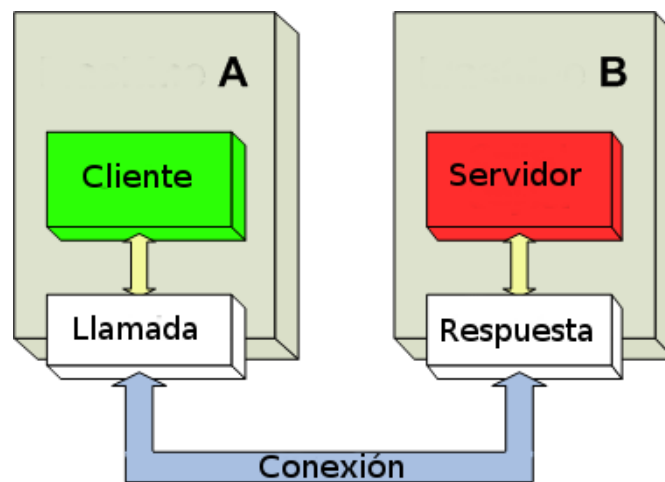 A
Cliente
Llamada
B
Servidor
Respuesta
Conexión